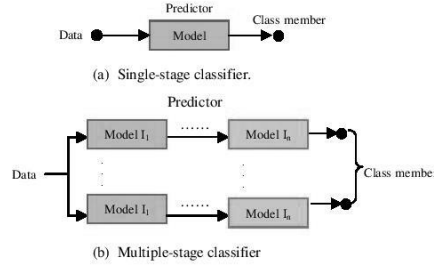 Predictor
Data
Model
Class member
(a) Single-stage classifier.
Predictor
Model I1
......
Model In
Data
Class membe
Model I1
......
Model In
(b) Multiple-stage classifier